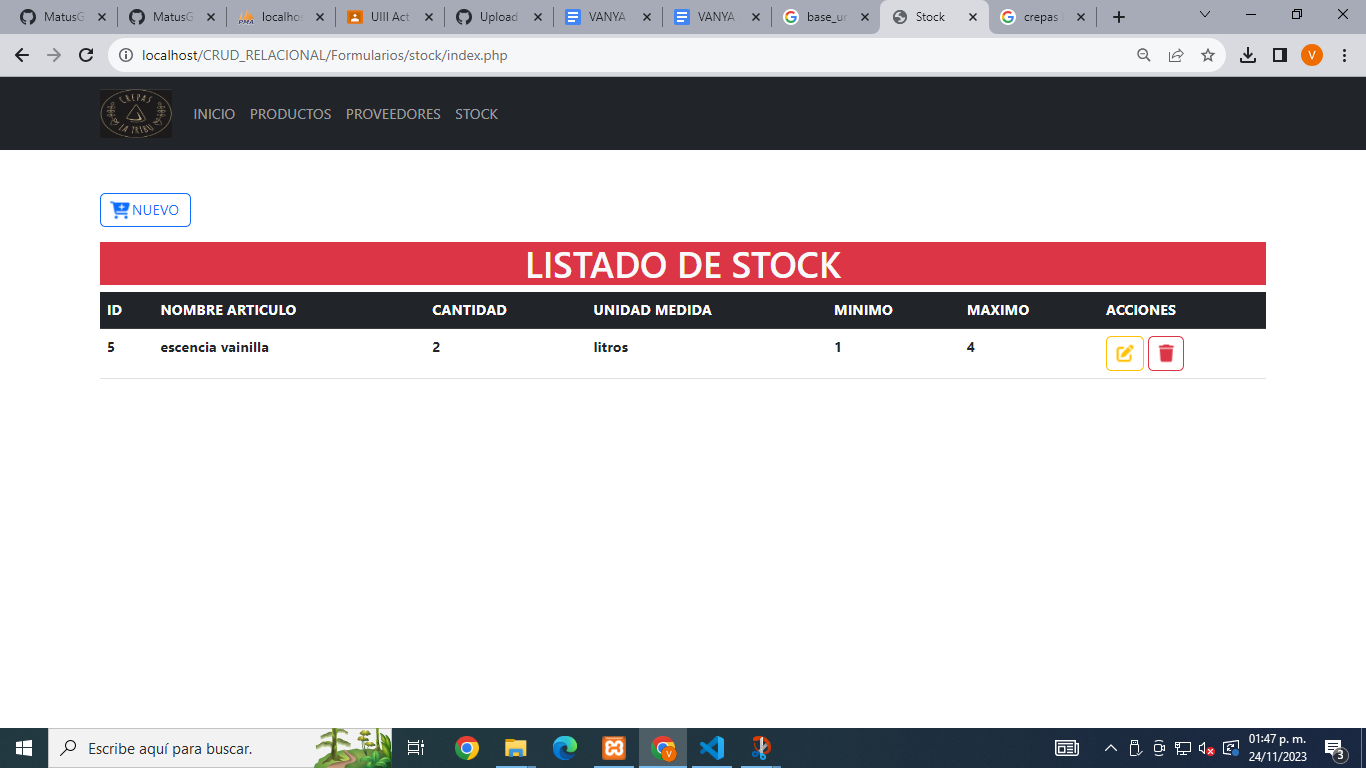 MatusG
MatusG
localhos
UIII Act
Upload
VANYA
VANYA
base_ur
Stock
crepas
localhost/CRUD_RELACIONAL/Formularios/stock/index.php
V
CREPAS
LA TRIBU
INICIO PRODUCTOS PROVEEDORES STOCK
NUEVO
LISTADO DE STOCK
ID NOMBRE ARTICULO CANTIDAD UNIDAD MEDIDA MINIMO MAXIMO ACCIONES
5 escencia vainilla 2 litros 1 4
Escribe aquí para buscar.
V
01:47 p. m.
24/11/2023
3